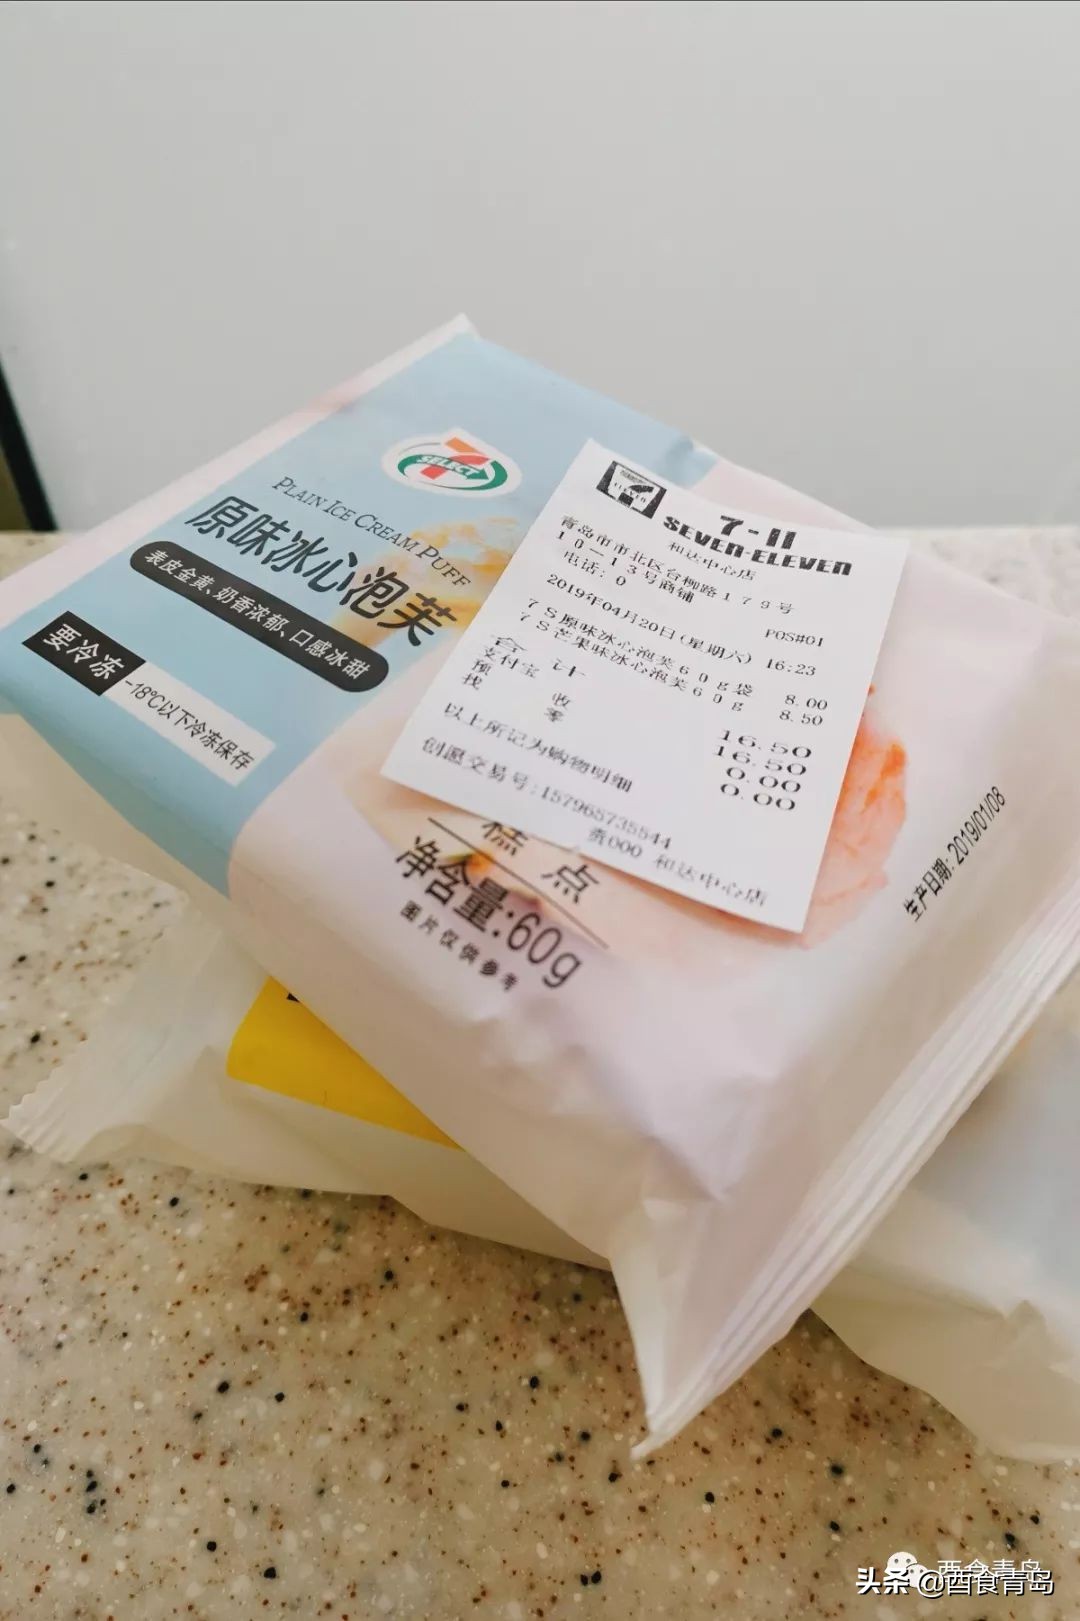 7
SELECT
PLAIN ICE CREAM PUFF
原味冰心泡芙
表皮金黄、奶香浓郁、口感冰甜
要冷冻
-18℃以下冷冻保存
ELEVEN
7-11
SEVEN-ELEVEN
和达中心店
青岛市市北区台柳路179号
10-13号商铺
电话:0
POS#01
2019年04月20日(星期六) 16:23
7S原味冰心泡芙60g袋 8.00
7S芒果味冰心泡芙60g 8.50
合 计 16.50
支付宝 16.50
预 收 0.00
找 零 0.00
以上所记为购物明细
创匿交易号:157965735544
责000 和达中心店
糕点
净含量:60g
图片仅供参考
生产日期:2019/01/08
酉食青岛
头条 @酉食青岛